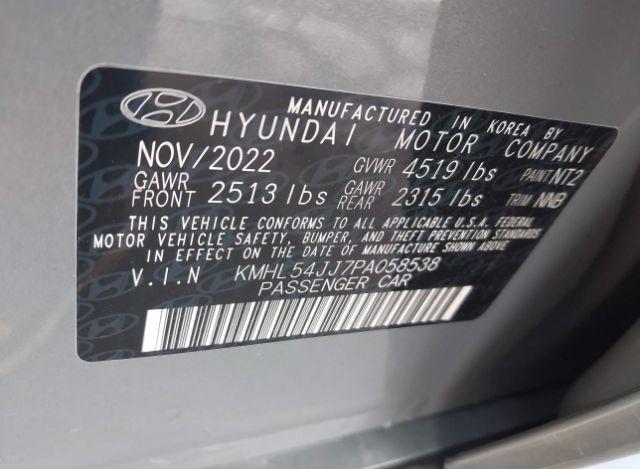 MANUFACTURED IN KOREA BY
HYUNDAI MOTOR COMPANY
NOV/2022 GVWR 4519 lbs PAINT NT2
GAWR FRONT 2513 lbs GAWR REAR 2315 lbs TRIM NNB
THIS VEHICLE CONFORMS TO ALL APPLICABLE U.S.A. FEDERAL
MOTOR VEHICLE SAFETY, BUMPER, AND THEFT PREVENTION STANDARDS
IN EFFECT ON THE DATE OF MANUFACTURE SHOWN ABOVE.
V.I.N KMHL54JJ7PA058538
PASSENGER CAR